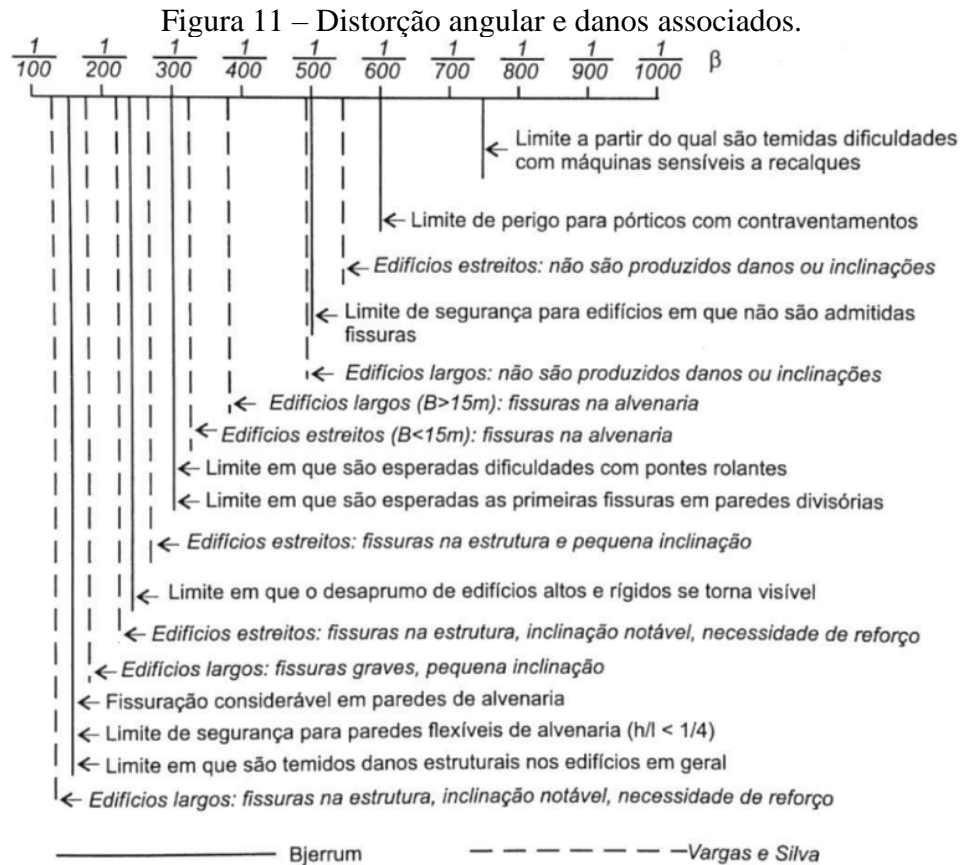 Figura 11 – Distorção angular e danos associados.
1/100 1/200 1/300 1/400 1/500 1/600 1/700 1/800 1/900 1/1000 β
Limite a partir do qual são temidas dificuldades
com máquinas sensíveis a recalques
Limite de perigo para pórticos com contraventamentos
Edifícios estreitos: não são produzidos danos ou inclinações
Limite de segurança para edifícios em que não são admitidas
fissuras
Edifícios largos: não são produzidos danos ou inclinações
Edifícios largos (B>15m): fissuras na alvenaria
Edifícios estreitos (B<15m): fissuras na alvenaria
Limite em que são esperadas dificuldades com pontes rolantes
Limite em que são esperadas as primeiras fissuras em paredes divisórias
Edifícios estreitos: fissuras na estrutura e pequena inclinação
Limite em que o desaprumo de edifícios altos e rígidos se torna visível
Edifícios estreitos: fissuras na estrutura, inclinação notável, necessidade de reforço
Edifícios largos: fissuras graves, pequena inclinação
Fissuração considerável em paredes de alvenaria
Limite de segurança para paredes flexíveis de alvenaria (h/l < 1/4)
Limite em que são temidos danos estruturais nos edifícios em geral
Edifícios largos: fissuras na estrutura, inclinação notável, necessidade de reforço
Bjerrum Vargas e Silva